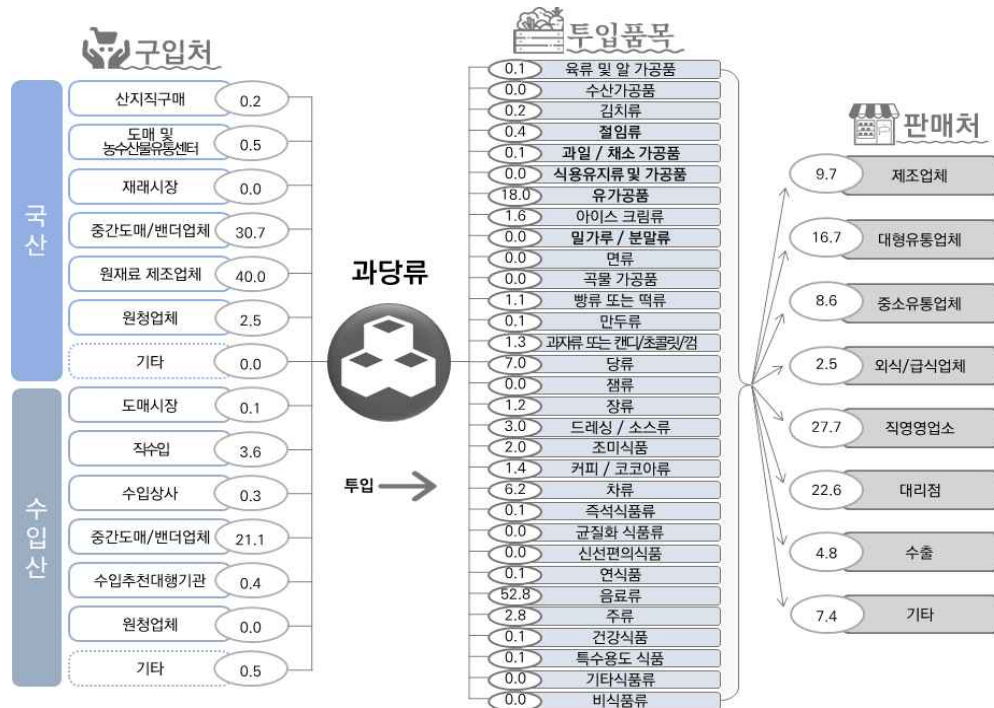 구입처
국산
산지직구매 0.2
도매 및
농수산물유통센터 0.5
재래시장 0.0
중간도매/밴더업체 30.7
원재료 제조업체 40.0
원청업체 2.5
기타 0.0
수입산
도매시장 0.1
직수입 3.6
수입상사 0.3
중간도매/밴더업체 21.1
수입추천대행기관 0.4
원청업체 0.0
기타 0.5
과당류
투입
투입품목
0.1 육류 및 알 가공품
0.0 수산가공품
0.2 김치류
0.4 절임류
0.1 과일 / 채소 가공품
0.0 식용유지류 및 가공품
18.0 유가공품
1.6 아이스 크림류
0.0 밀가루 / 분말류
0.0 면류
0.0 곡물 가공품
1.1 빵류 또는 떡류
0.1 만두류
1.3 과자류 또는 캔디/초콜릿/껌
7.0 당류
0.0 잼류
1.2 장류
3.0 드레싱 / 소스류
2.0 조미식품
1.4 커피 / 코코아류
6.2 차류
0.1 즉석식품류
0.0 균질화 식품류
0.0 신선편의식품
0.1 연식품
52.8 음료류
2.8 주류
0.1 건강식품
0.1 특수용도 식품
0.0 기타식품류
0.0 비식품류
판매처
9.7 제조업체
16.7 대형유통업체
8.6 중소유통업체
2.5 외식/급식업체
27.7 직영영업소
22.6 대리점
4.8 수출
7.4 기타